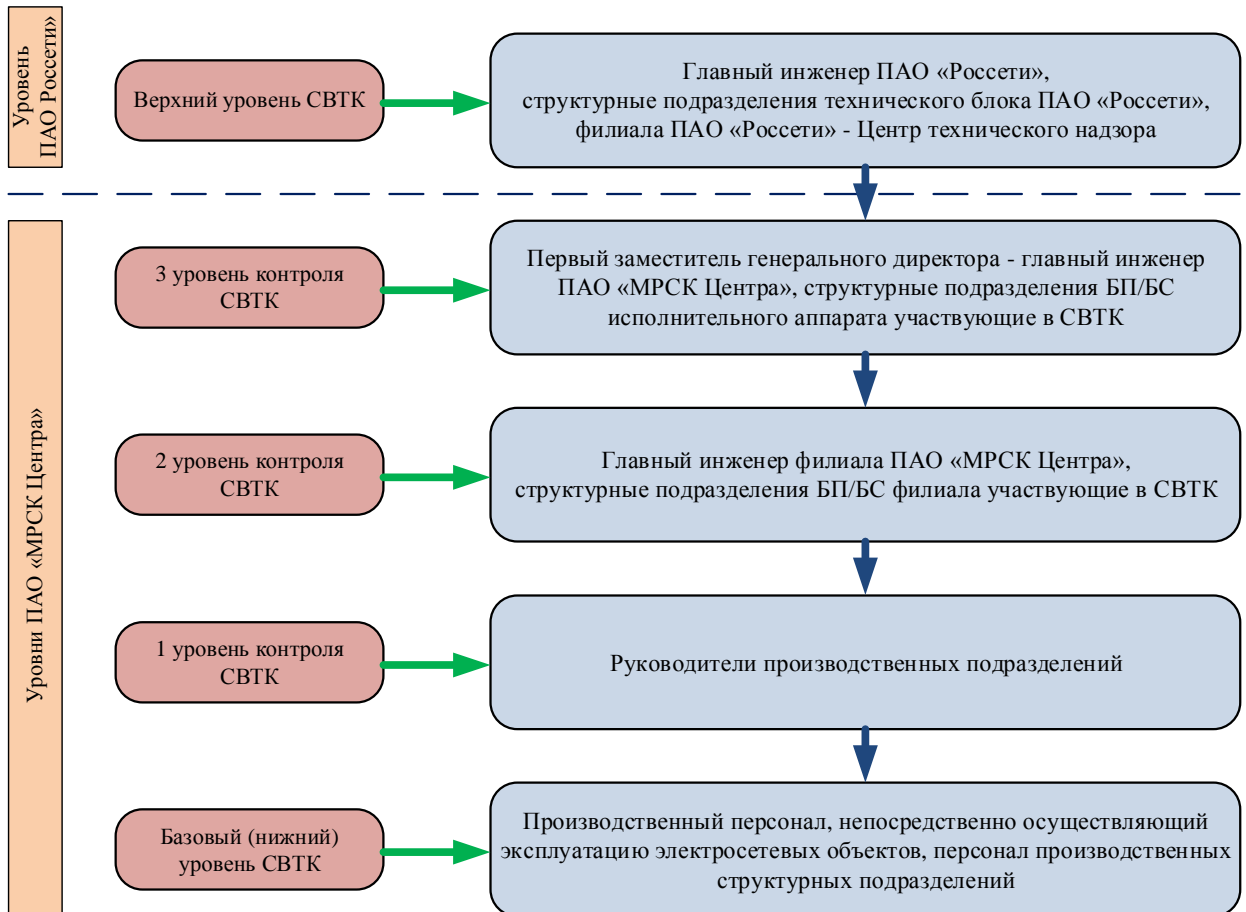 Уровень
ПАО Россети»
Верхний уровень СВТК
Главный инженер ПАО «Россети»,
структурные подразделения технического блока ПАО «Россети»,
филиала ПАО «Россети» - Центр технического надзора
Уровни ПАО «МРСК Центра»
3 уровень контроля
СВТК
Первый заместитель генерального директора - главный инженер
ПАО «МРСК Центра», структурные подразделения БП/БС
исполнительного аппарата участвующие в СВТК
2 уровень контроля
СВТК
Главный инженер филиала ПАО «МРСК Центра»,
структурные подразделения БП/БС филиала участвующие в СВТК
1 уровень контроля
СВТК
Руководители производственных подразделений
Базовый (нижний)
уровень СВТК
Производственный персонал, непосредственно осуществляющий
эксплуатацию электросетевых объектов, персонал производственных
структурных подразделений